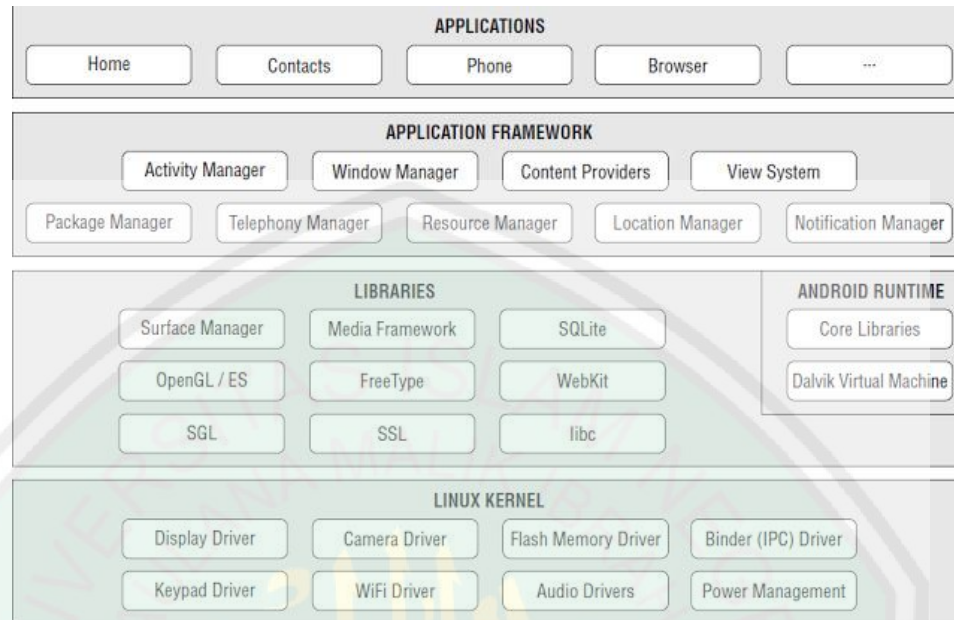 APPLICATIONS
Home Contacts Phone Browser ...
APPLICATION FRAMEWORK
Activity Manager Window Manager Content Providers View System
Package Manager Telephony Manager Resource Manager Location Manager Notification Manager
LIBRARIES
Surface Manager Media Framework SQLite
OpenGL / ES FreeType WebKit
SGL SSL libc
ANDROID RUNTIME
Core Libraries
Dalvik Virtual Machine
LINUX KERNEL
Display Driver Camera Driver Flash Memory Driver Binder (IPC) Driver
Keypad Driver WiFi Driver Audio Drivers Power Management